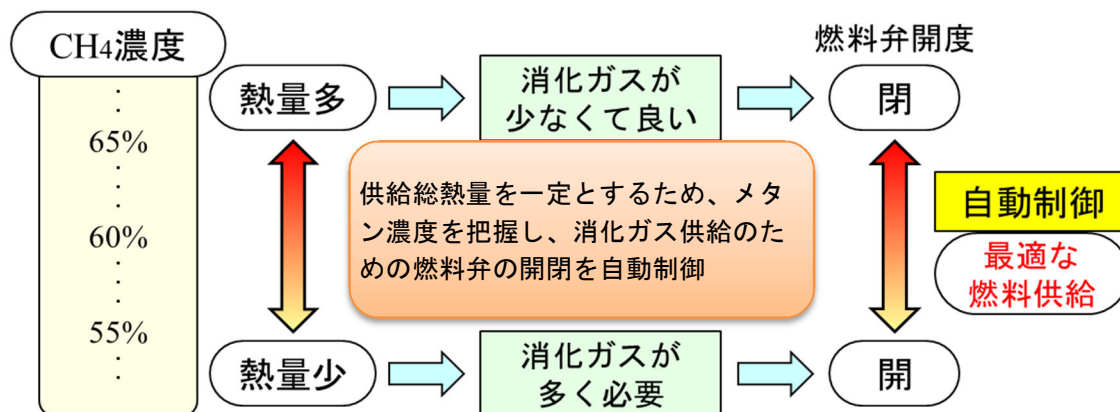 CH4濃度
:
65%
:
:
60%
:
:
55%
:
熱量多
消化ガスが
少なくて良い
燃料弁開度
閉
供給総熱量を一定とするため、メタ
ン濃度を把握し、消化ガス供給のた
めの燃料弁の開閉を自動制御
自動制御
最適な
燃料供給
熱量少
消化ガスが
多く必要
開